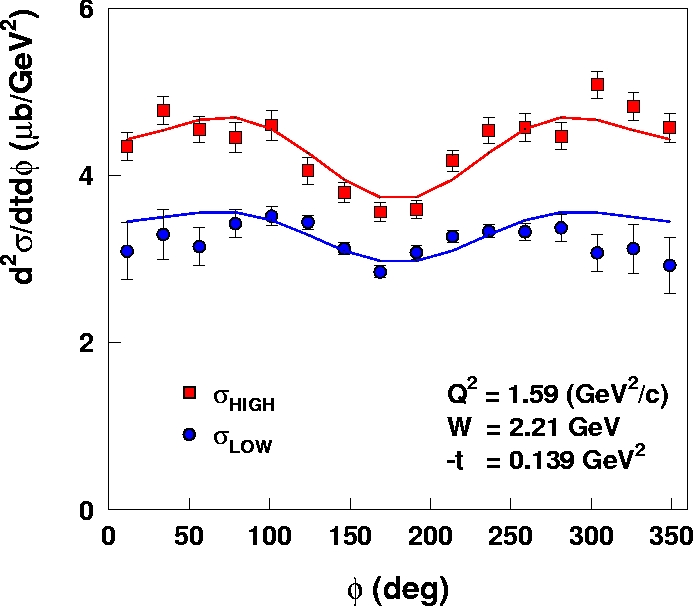 d²σ/dtdϕ (μb/GeV²)
6
4
2
0
σHIGH
σLOW
Q² = 1.59 (GeV²/c)
W = 2.21 GeV
-t = 0.139 GeV²
0 50 100 150 200 250 300 350
ϕ (deg)